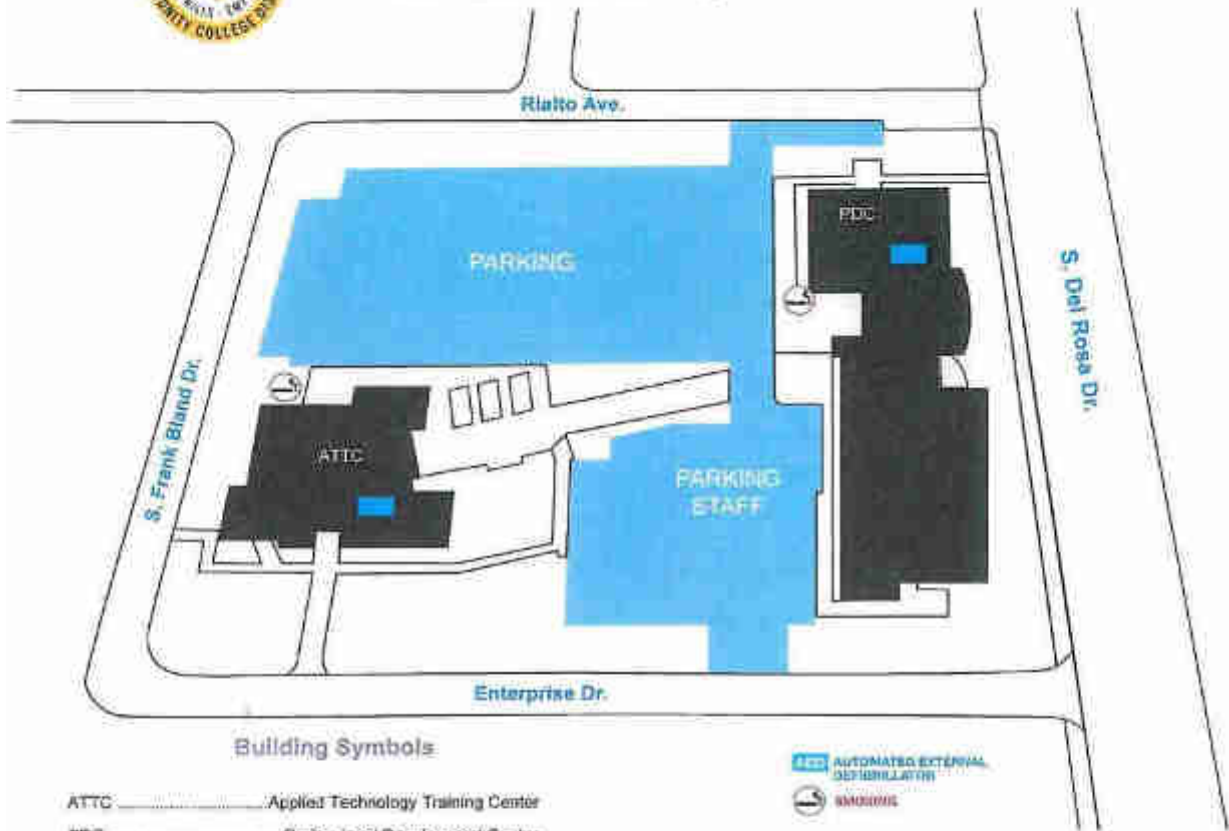 COLLEGE
Rialto Ave.
PDC
PARKING
S. Del Rosa Dr.
S. Frank Bland Dr.
ATTC
PARKING
STAFF
Enterprise Dr.
Building Symbols
AED AUTOMATED EXTERNAL
DEFIBRILLATOR
ATTC ........................ Applied Technology Training Center
SMOKING